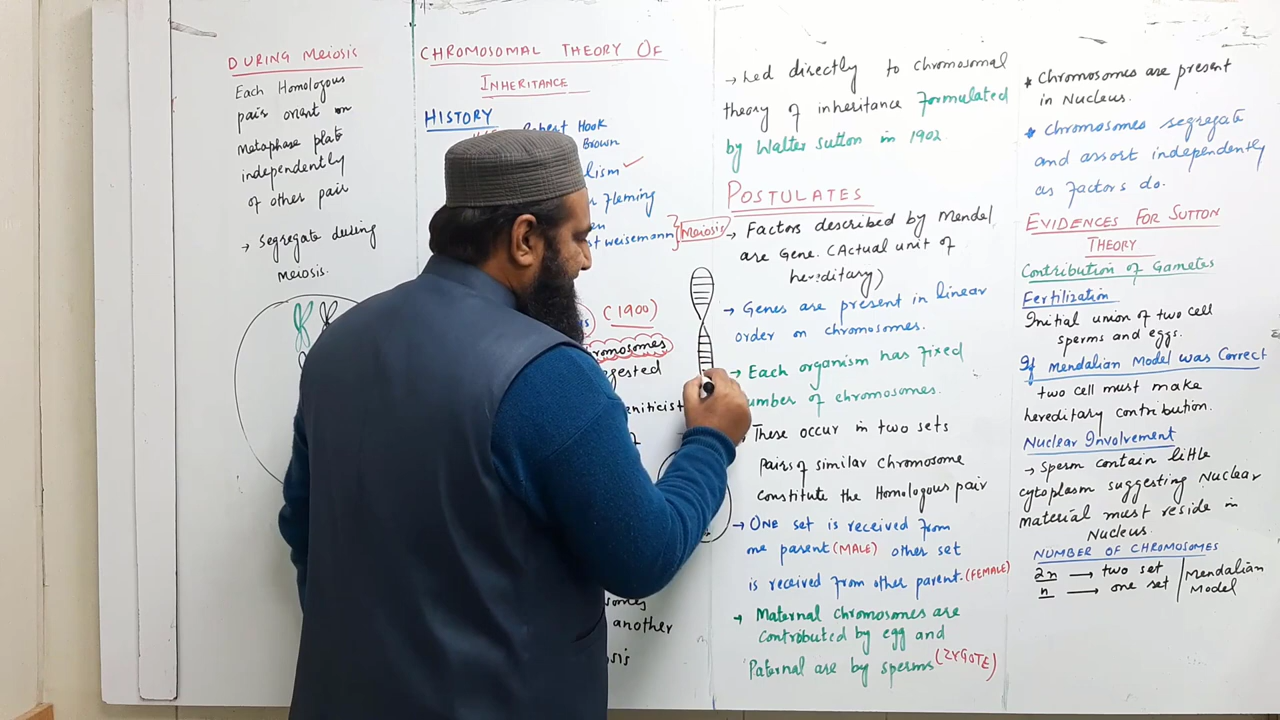 DURING MEIOSIS
Each Homologous
pair orient on
metaphase plate
independently
of other pair
→ segregate during
meiosis.
CHROMOSOMAL THEORY OF
INHERITANCE
HISTORY
Robert Hook
Brown
lism ✓
Fleming
st weismann } Meiosis
(1900)
romosomes
gested
eniticist
another
→ Led directly to chromosomal
theory of inheritance Formulated
by Walter Sutton in 1902.
POSTULATES
→ Factors described by Mendel
are Gene. (Actual unit of
hereditary)
→ Genes are present in linear
order on chromosomes.
→ Each organism has fixed
umber of chromosomes.
These occur in two sets
Pairs of similar chromosome
constitute the Homologous pair
→ ONE set is received from
one parent (MALE) other set
is received from other parent. (FEMALE)
→ Maternal chromosomes are
contributed by egg and
Paternal are by sperms (ZYGOTE)
* Chromosomes are present
in Nucleus.
* Chromosomes segregate
and assort independently
as factors do.
EVIDENCES FOR SUTTON
THEORY
Contribution of Gametes
Fertilization
Initial union of two cell
sperms and eggs.
If Mendalian Model was Correct
two cell must make
hereditary contribution.
Nuclear Involvement
→ Sperm contain little
cytoplasm suggesting Nuclear
material must reside in
Nucleus.
NUMBER OF CHROMOSOMES
2n → two set / Mendalian
n → one set / Model